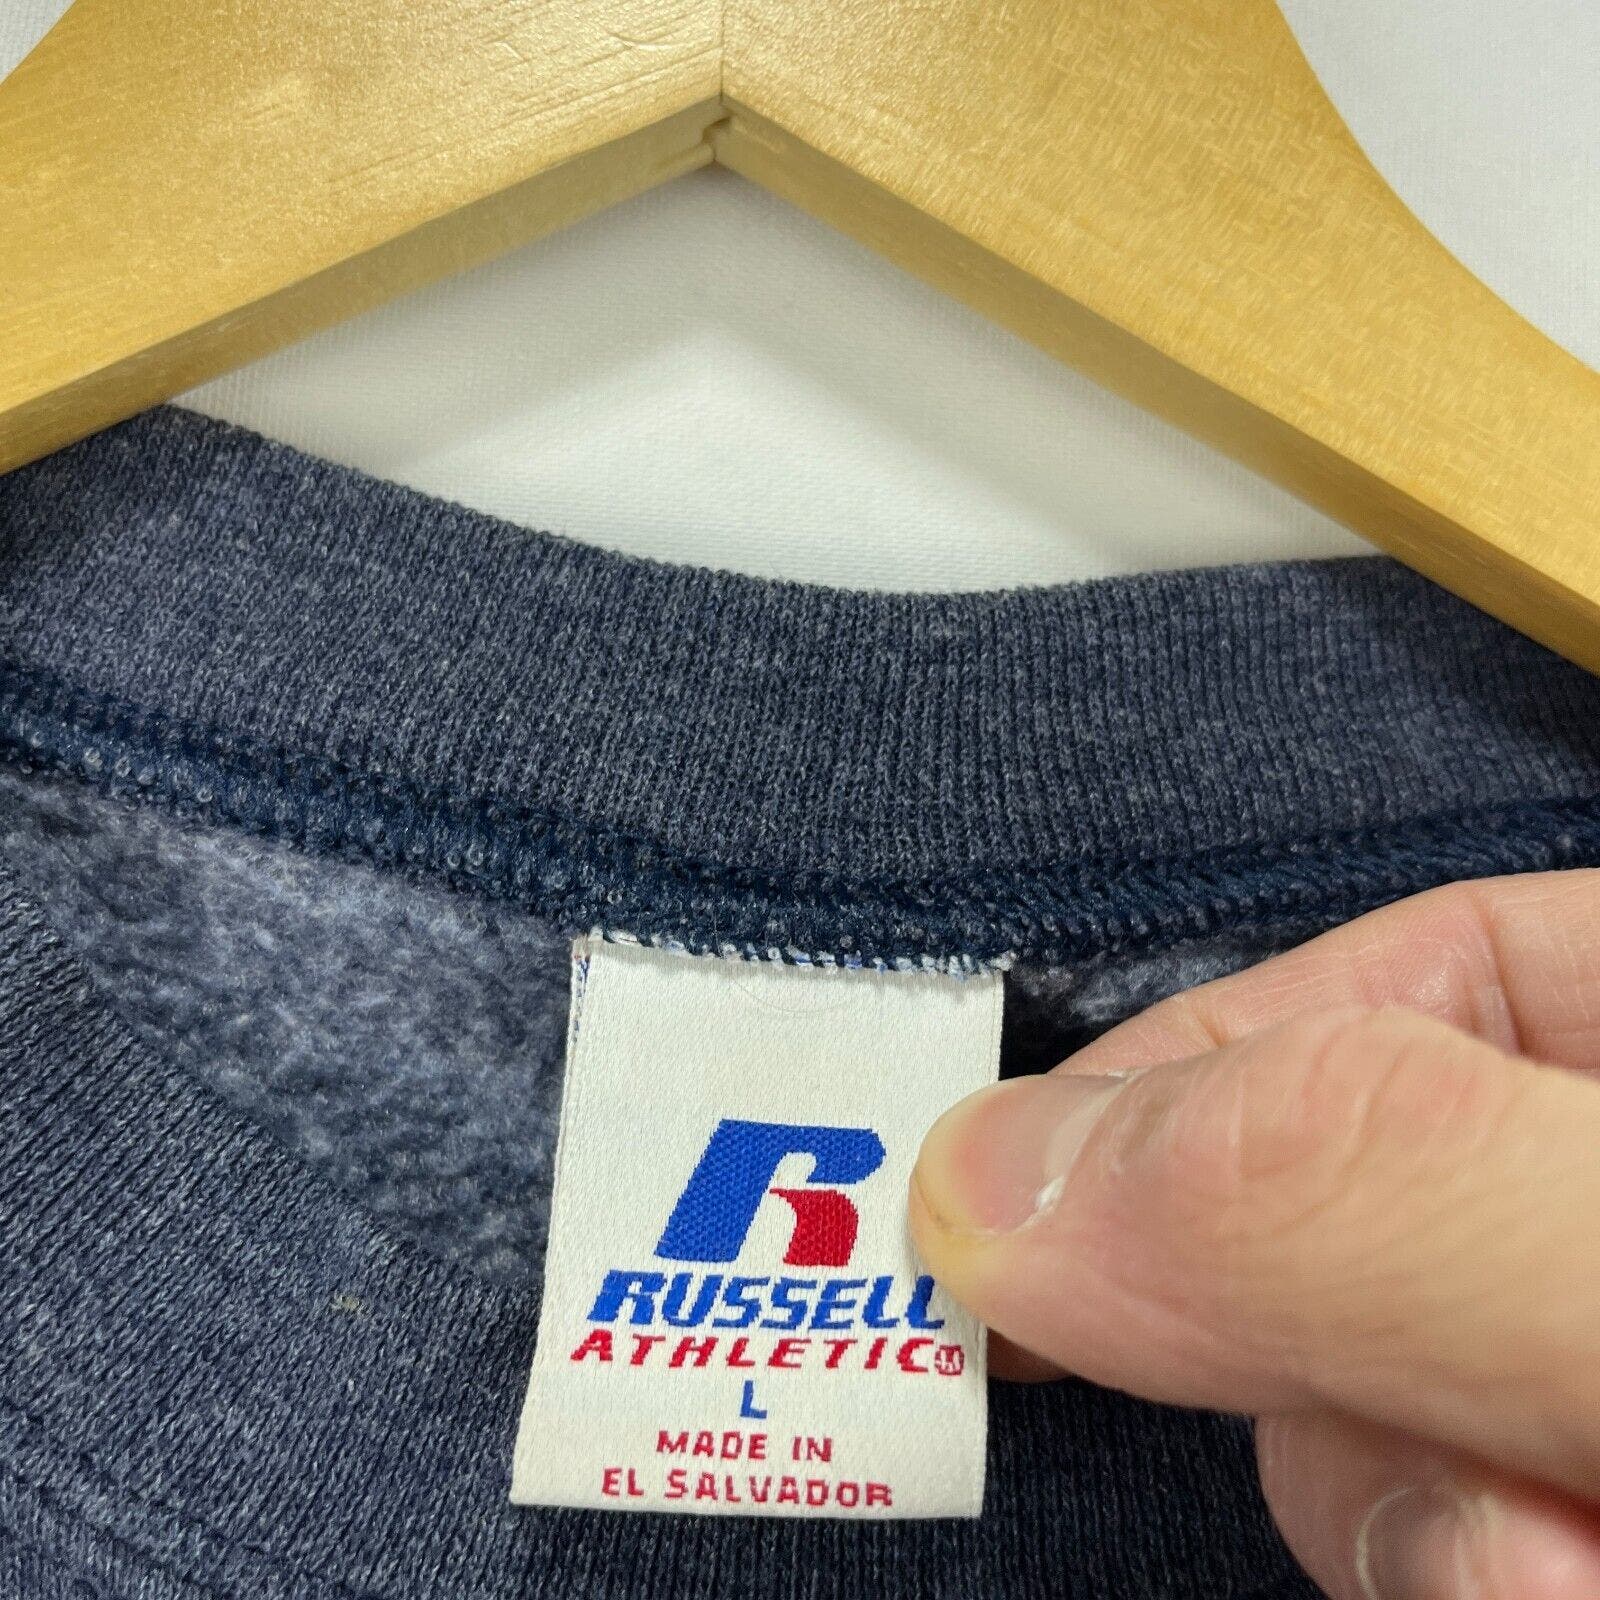 R
RUSSELL
ATHLETIC®
L
MADE IN
EL SALVADOR